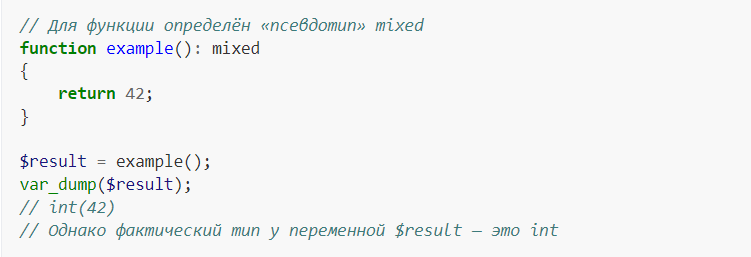 // Для функции определён «псевдотип» mixed
function example(): mixed
{
    return 42;
}

$result = example();
var_dump($result);
// int(42)
// Однако фактический тип у переменной $result — это int